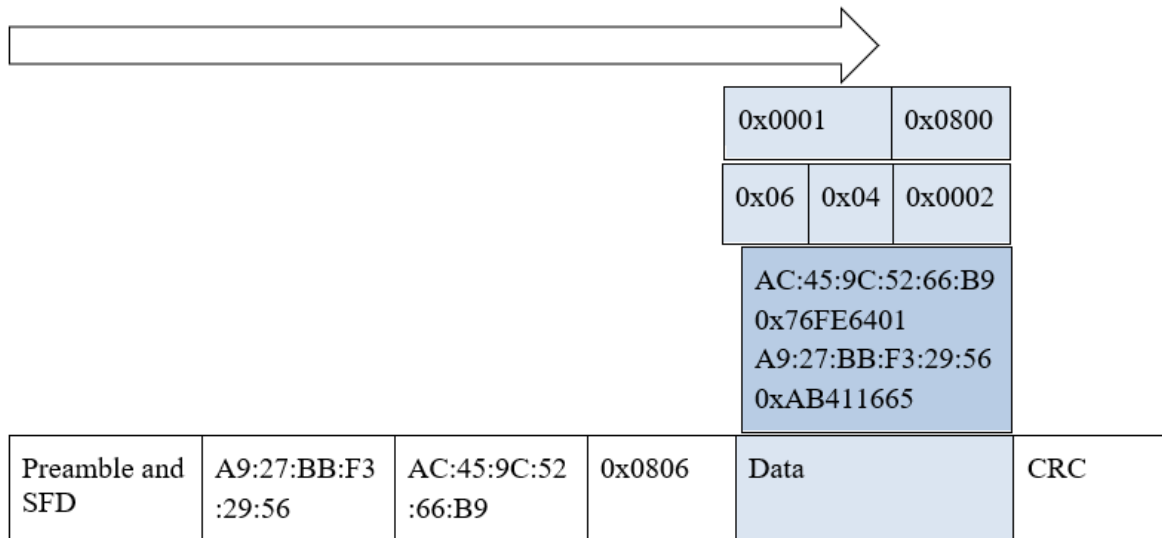 0x0001 0x0800
0x06 0x04 0x0002
AC:45:9C:52:66:B9
0x76FE6401
A9:27:BB:F3:29:56
0xAB411665
Preamble and
SFD
A9:27:BB:F3
:29:56
AC:45:9C:52
:66:B9
0x0806
Data
CRC